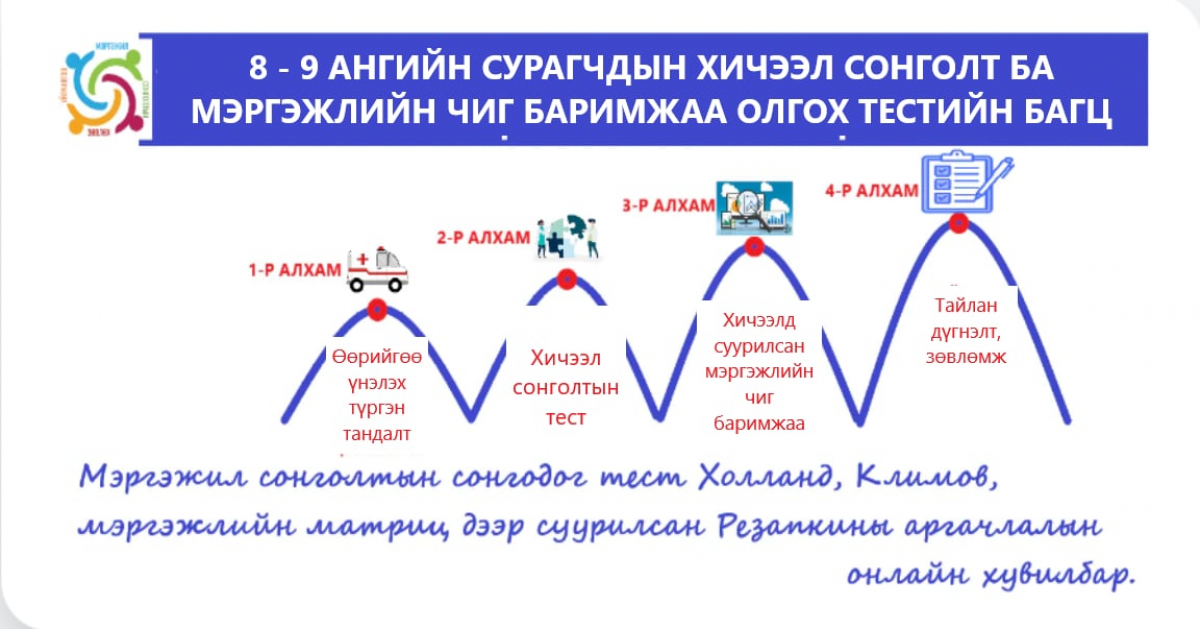 8 - 9 АНГИЙН СУРАГЧДЫН ХИЧЭЭЛ СОНГОЛТ БА
МЭРГЭЖЛИЙН ЧИГ БАРИМЖАА ОЛГОХ ТЕСТИЙН БАГЦ
1-Р АЛХАМ
Өөрийгөө
үнэлэх
түргэн
тандалт
2-Р АЛХАМ
Хичээл
сонголтын
тест
3-Р АЛХАМ
Хичээлд
суурилсан
мэргэжлийн
чиг
баримжаа
4-Р АЛХАМ
Тайлан
дүгнэлт,
зөвлөмж
Мэргэжил сонголтын сонгодог тест Холланд, Климов,
мэргэжлийн матриц дээр суурилсан Резапкины аргачлалын
онлайн хувилбар.